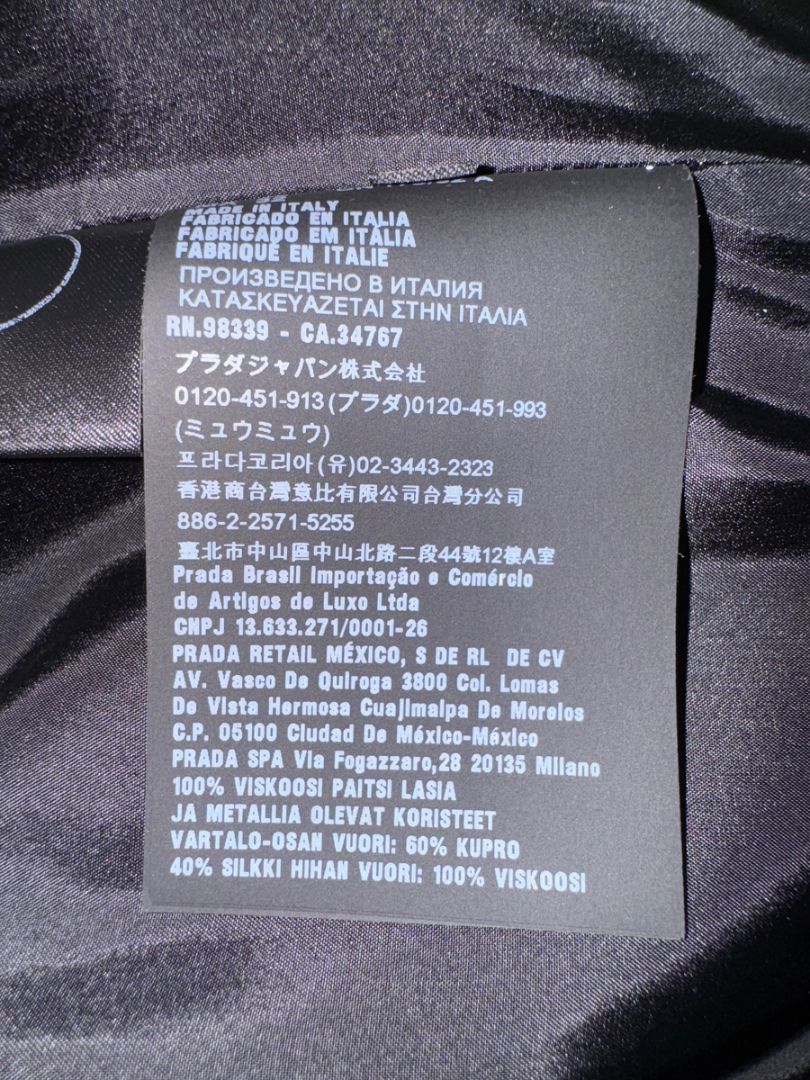 MADE IN ITALY
FABRICADO EN ITALIA
FABRICADO EM ITÁLIA
FABRIQUÉ EN ITALIE
ПРОИЗВЕДЕНО В ИТАЛИЯ
ΚΑΤΑΣΚΕΥΑΖΕΤΑΙ ΣΤΗΝ ΙΤΑΛΙΑ
RN.98339 - CA.34767
プラダジャパン株式会社
0120-451-913(プラダ)0120-451-993
(ミュウミュウ)
프라다코리아(유)02-3443-2323
香港商台灣意比有限公司台灣分公司
886-2-2571-5255
臺北市中山區中山北路二段44號12樓A室
Prada Brasil Importação e Comércio
de Artigos de Luxo Ltda
CNPJ 13.633.271/0001-26
PRADA RETAIL MÉXICO, S DE RL DE CV
AV. Vasco De Quiroga 3800 Col. Lomas
De Vista Hermosa Cuajimalpa De Morelos
C.P. 05100 Ciudad De México-México
PRADA SPA Via Fogazzaro,28 20135 Milano
100% VISKOOSI PAITSI LASIA
JA METALLIA OLEVAT KORISTEET
VARTALO-OSAN VUORI: 60% KUPRO
40% SILKKI HIHAN VUORI: 100% VISKOOSI